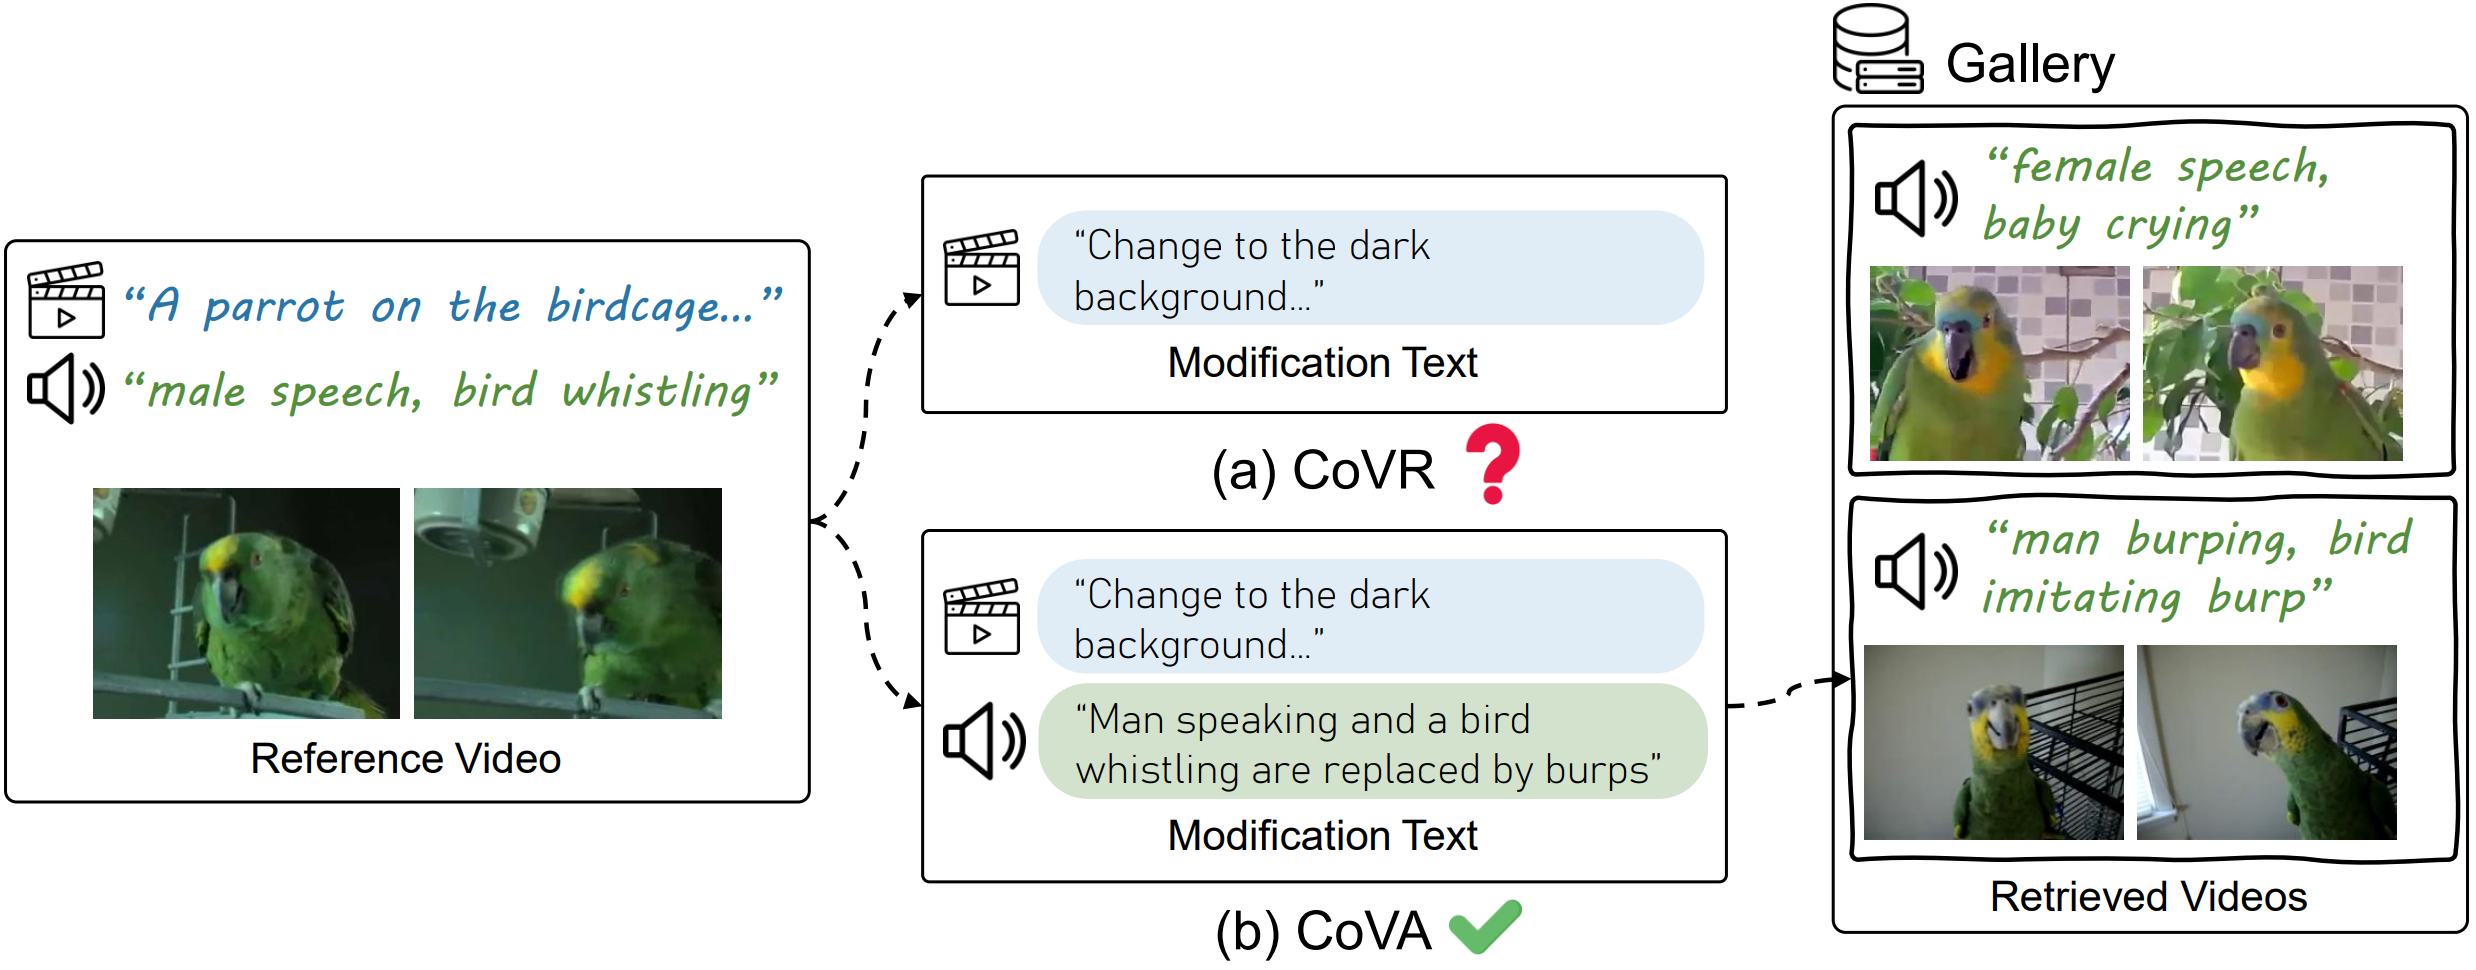 “A parrot on the birdcage...”
“male speech, bird whistling”
Reference Video
“Change to the dark
background...”
Modification Text
(a) CoVR
“Change to the dark
background...”
“Man speaking and a bird
whistling are replaced by burps”
Modification Text
(b) CoVA
Gallery
“female speech,
baby crying”
“man burping, bird
imitating burp”
Retrieved Videos